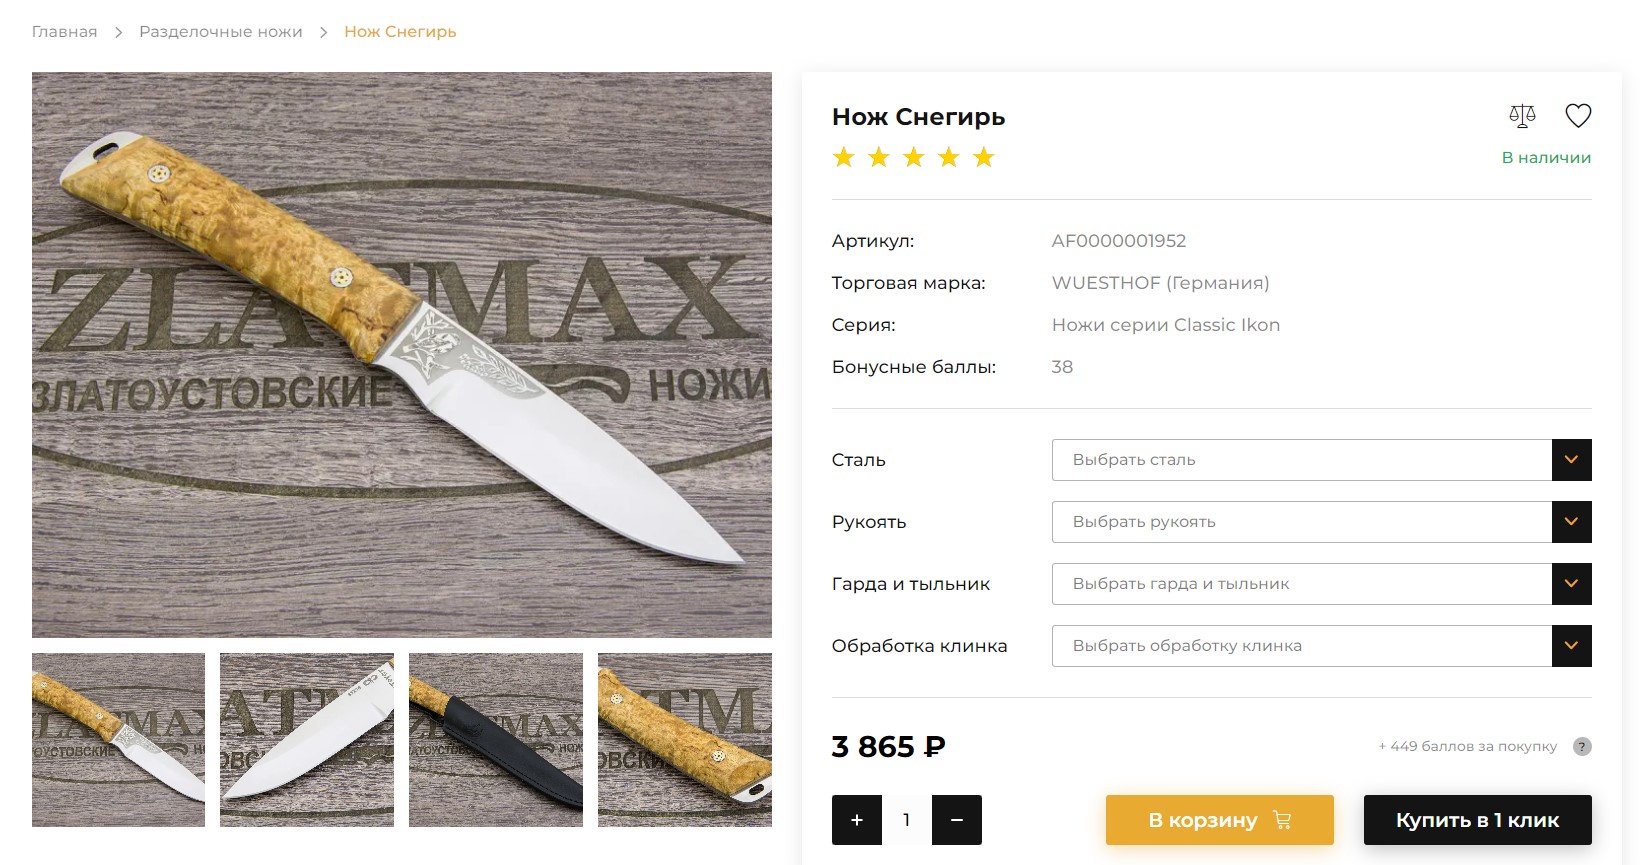 Главная > Разделочные ножи > Нож Снегирь
ZLATMAX
ЗЛАТОУСТОВСКИЕ НОЖИ
Нож Снегирь
В наличии
Артикул: AF0000001952
Торговая марка: WUESTHOF (Германия)
Серия: Ножи серии Classic Ikon
Бонусные баллы: 38
Сталь Выбрать сталь
Рукоять Выбрать рукоять
Гарда и тыльник Выбрать гарда и тыльник
Обработка клинка Выбрать обработку клинка
3 865 ₽
+ 449 баллов за покупку ?
+ 1 −
В корзину
Купить в 1 клик